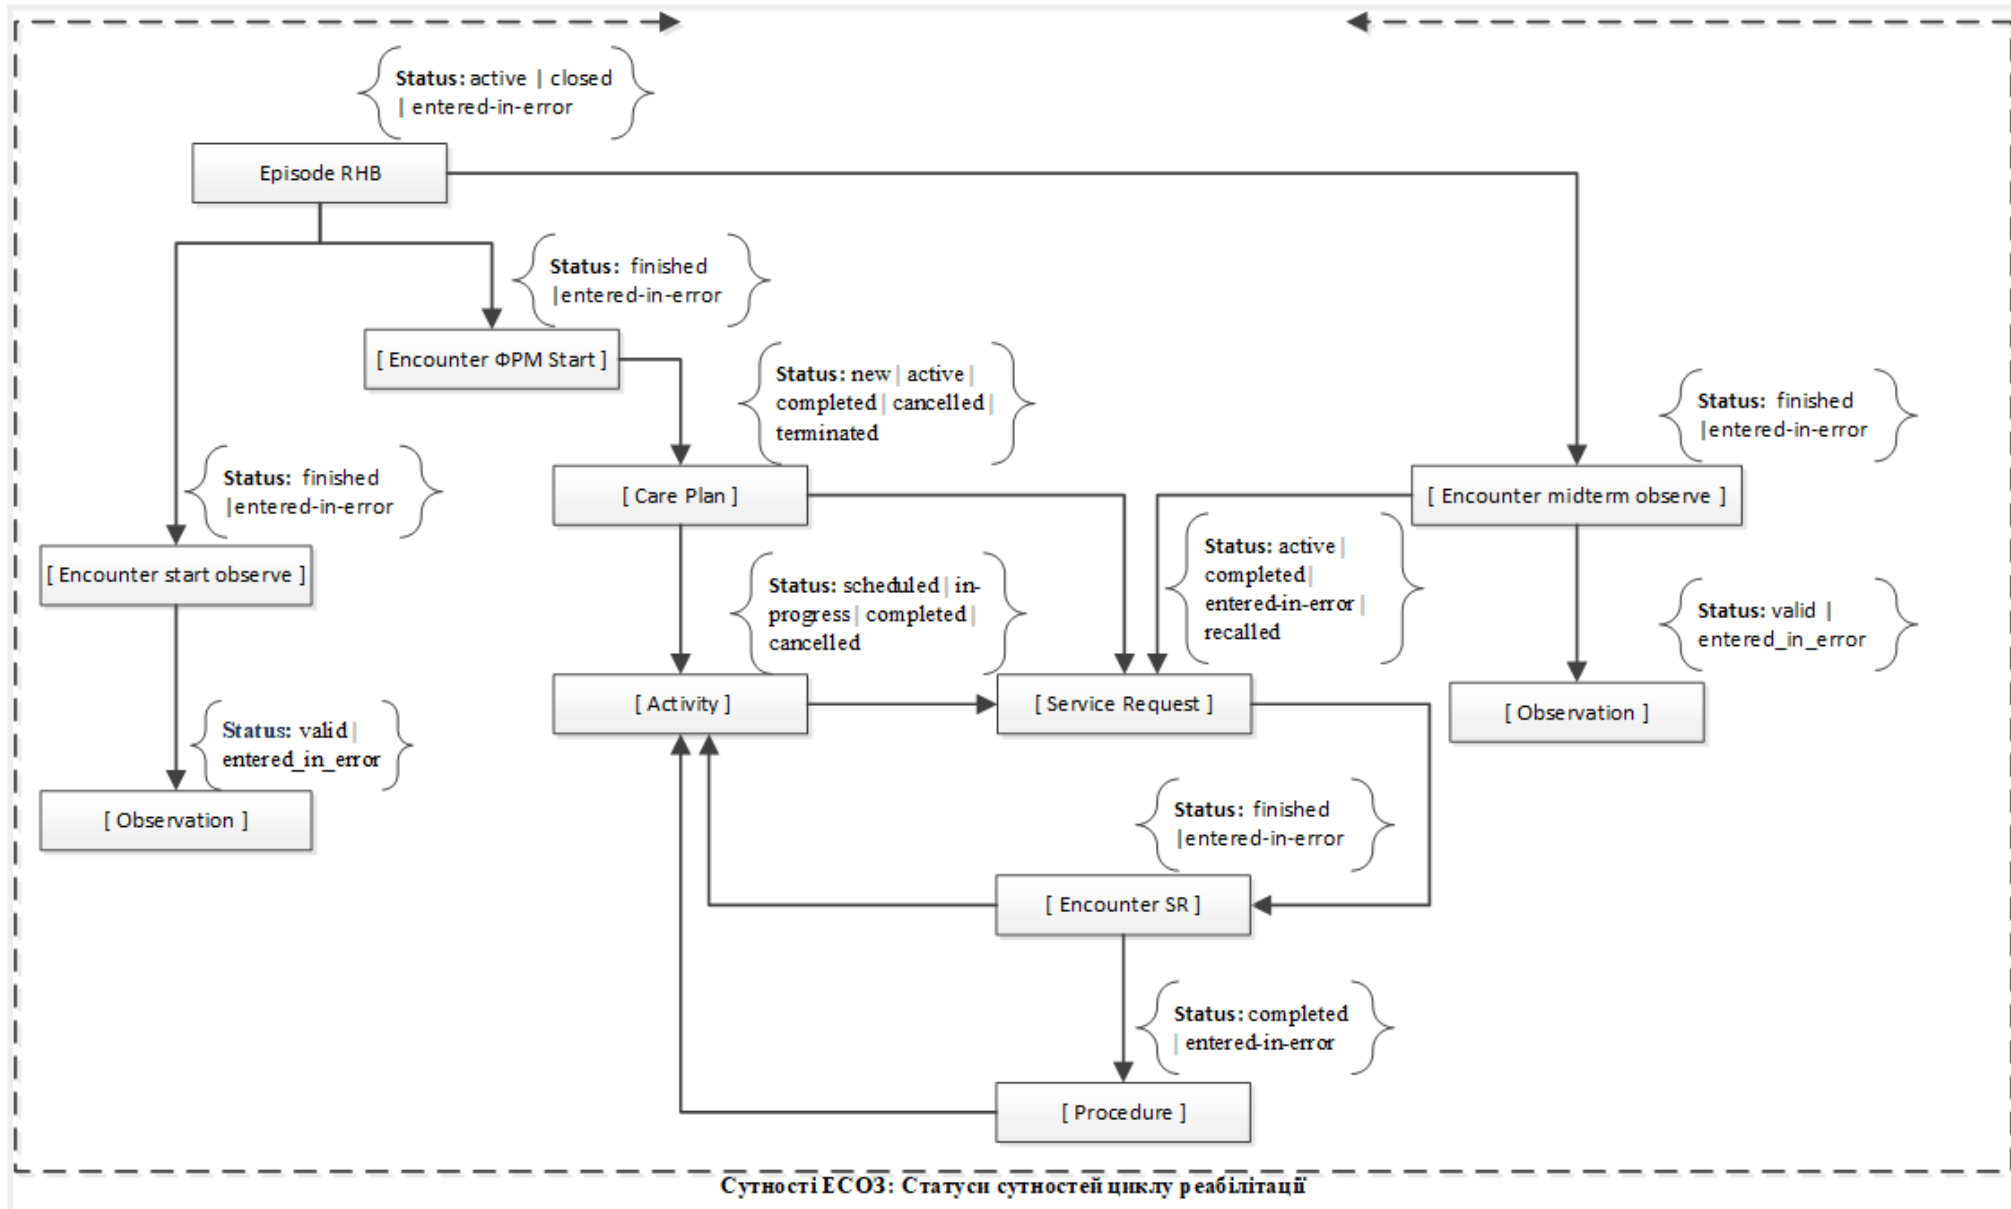 Status: active | closed
| entered-in-error
Episode RHB
Status: finished
|entered-in-error
[ Encounter ФРМ Start ]
Status: new | active |
completed | cancelled |
terminated
Status: finished
|entered-in-error
Status: finished
|entered-in-error
[ Care Plan ]
[ Encounter midterm observe ]
[ Encounter start observe ]
Status: scheduled | in-
progress | completed |
cancelled
Status: active |
completed |
entered-in-error |
recalled
Status: valid |
entered_in_error
[ Activity ]
[ Service Request ]
[ Observation ]
Status: valid |
entered_in_error
[ Observation ]
Status: finished
|entered-in-error
[ Encounter SR ]
Status: completed
| entered-in-error
[ Procedure ]
Сутності ЕСОЗ: Статуси сутностей циклу реабілітації